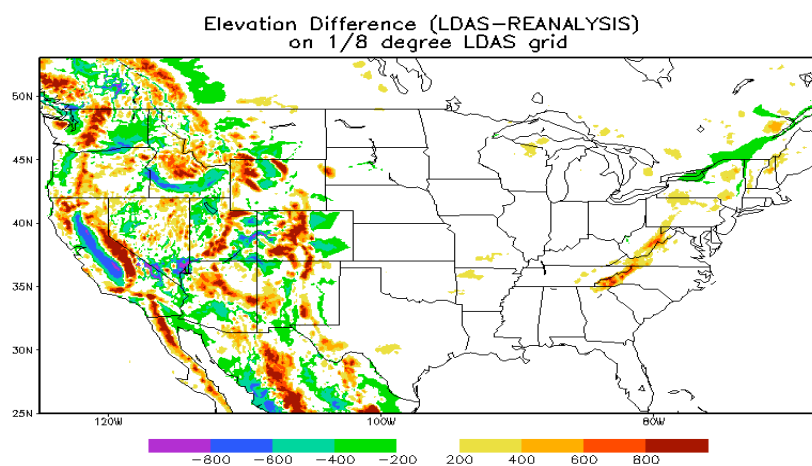 Elevation Difference (LDAS-REANALYSIS)
on 1/8 degree LDAS grid
50N
45N
40N
35N
30N
25N
120W 100W 80W
-800 -600 -400 -200 200 400 600 800